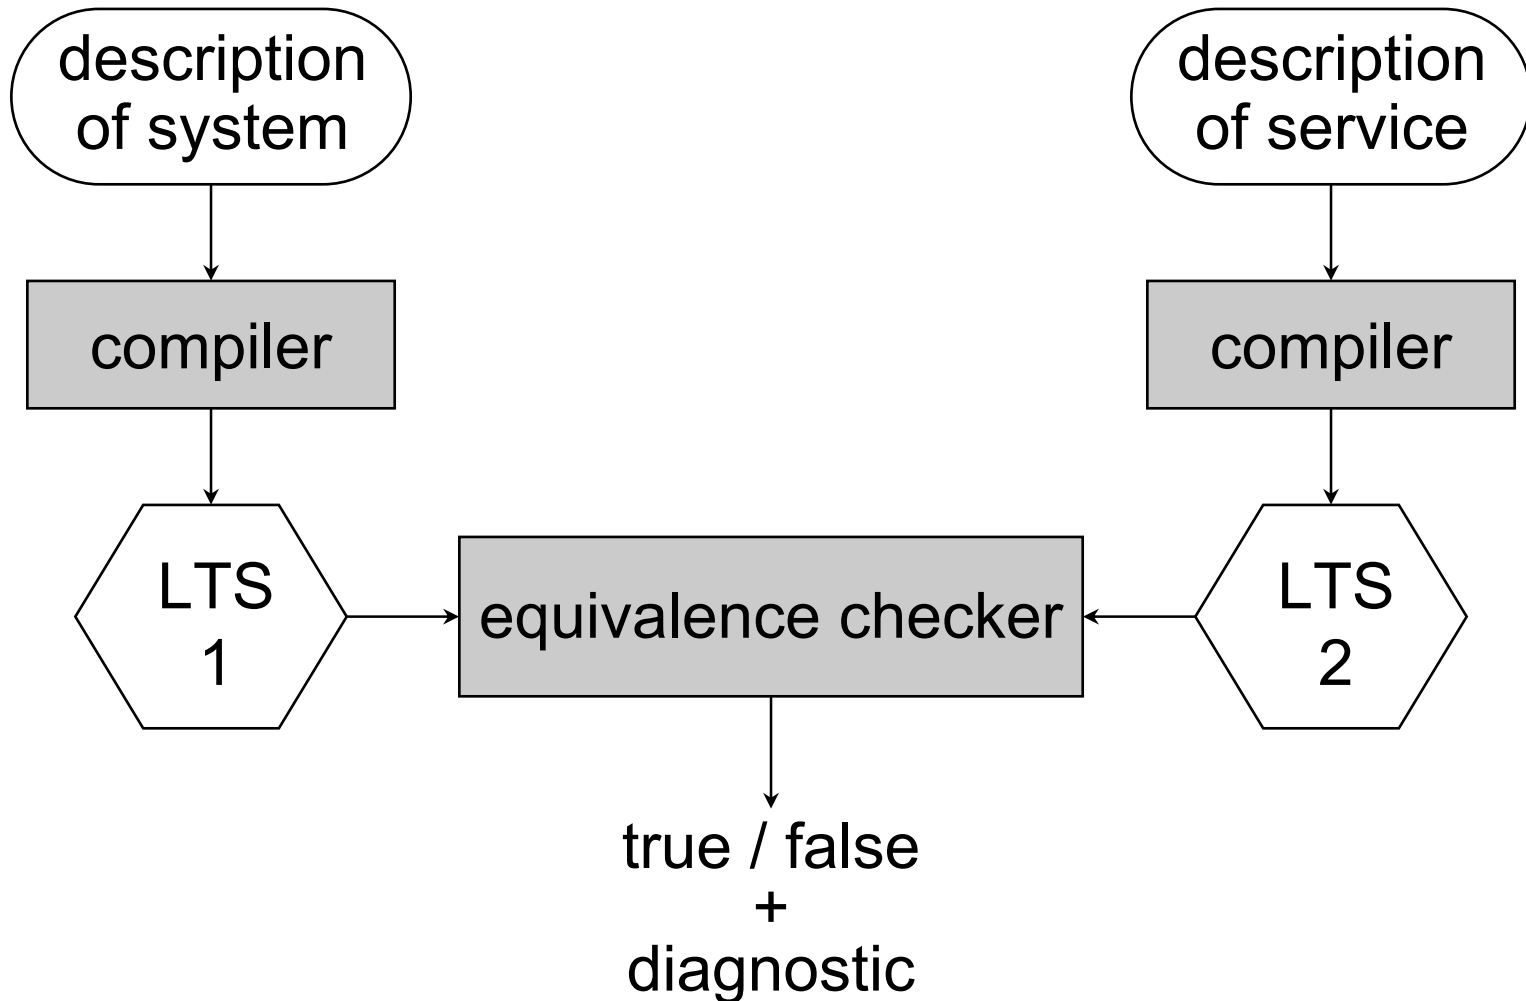 description
of system
description
of service
compiler
compiler
LTS
1
equivalence checker
LTS
2
true / false
+
diagnostic